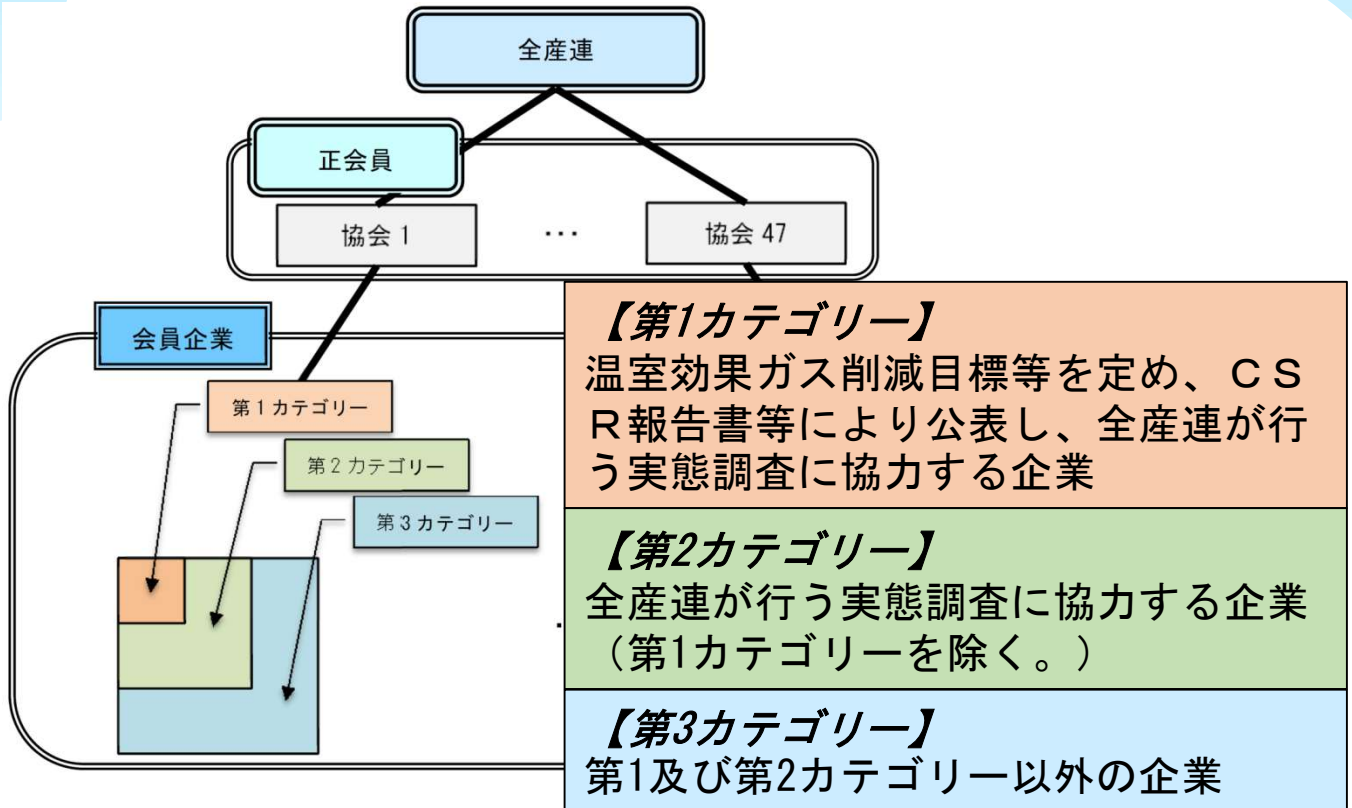 全産連
正会員
協会 1
･･･
協会 47
会員企業
第1カテゴリー
第2カテゴリー
第3カテゴリー
【第1カテゴリー】
温室効果ガス削減目標等を定め、ＣＳ
Ｒ報告書等により公表し、全産連が行
う実態調査に協力する企業
【第2カテゴリー】
全産連が行う実態調査に協力する企業
（第1カテゴリーを除く。）
【第3カテゴリー】
第1及び第2カテゴリー以外の企業